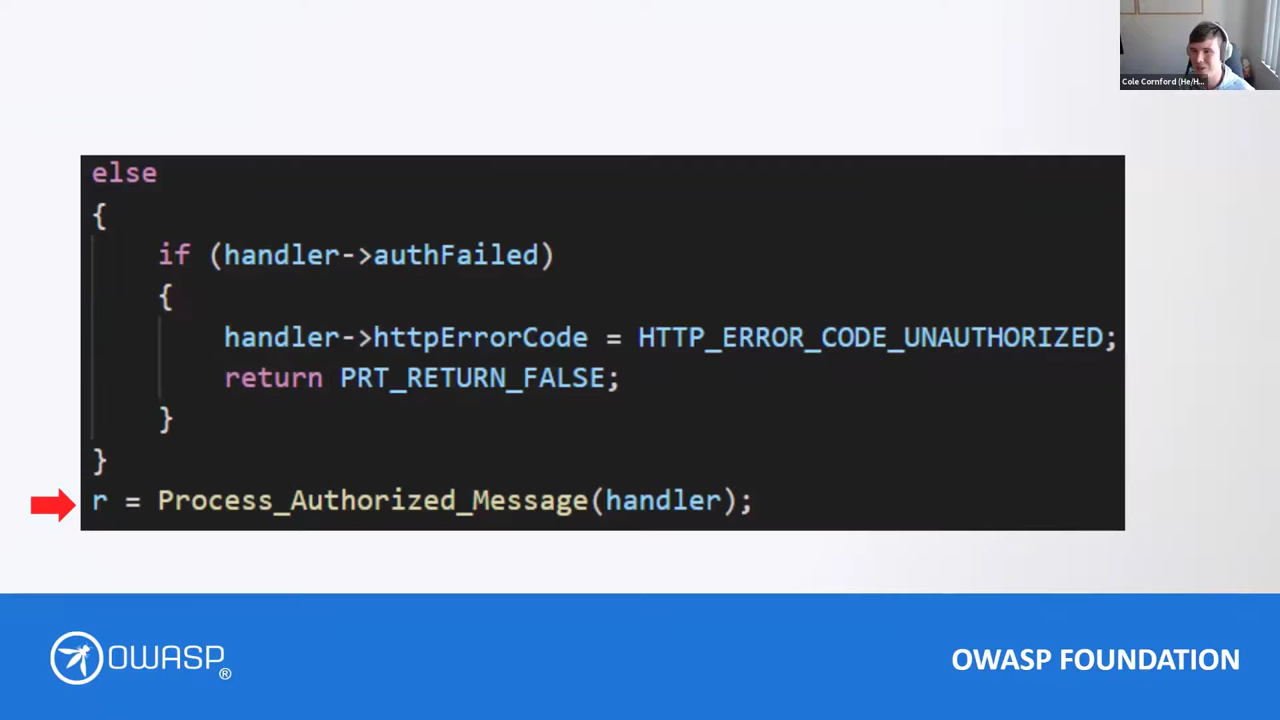 Cole Cornford (He/H...
else
{
if (handler->authFailed)
{
handler->httpErrorCode = HTTP_ERROR_CODE_UNAUTHORIZED;
return PRT_RETURN_FALSE;
}
}
r = Process_Authorized_Message(handler);
OWASP®
OWASP FOUNDATION